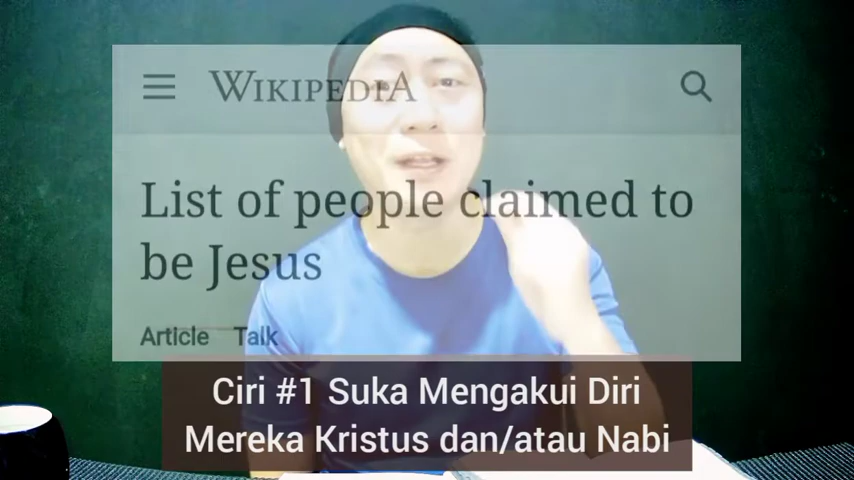 WIKIPEDIA
List of people claimed to
be Jesus
Article Talk
Ciri #1 Suka Mengakui Diri
Mereka Kristus dan/atau Nabi